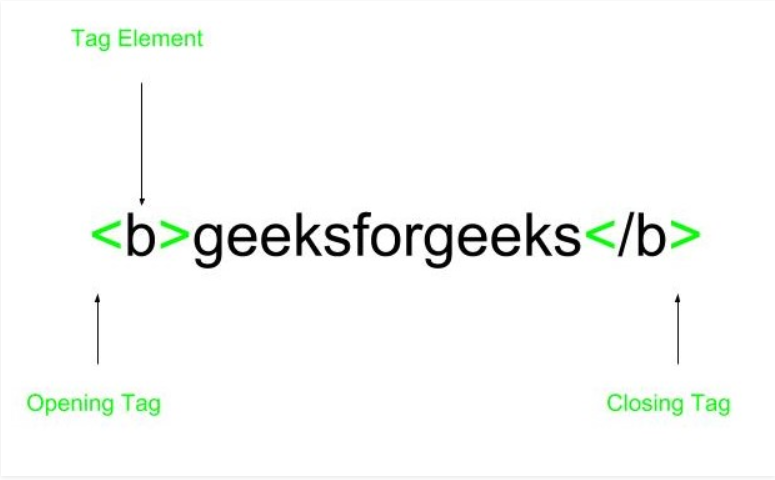 Tag Element
<b>geeksforgeeks</b>
Opening Tag
Closing Tag